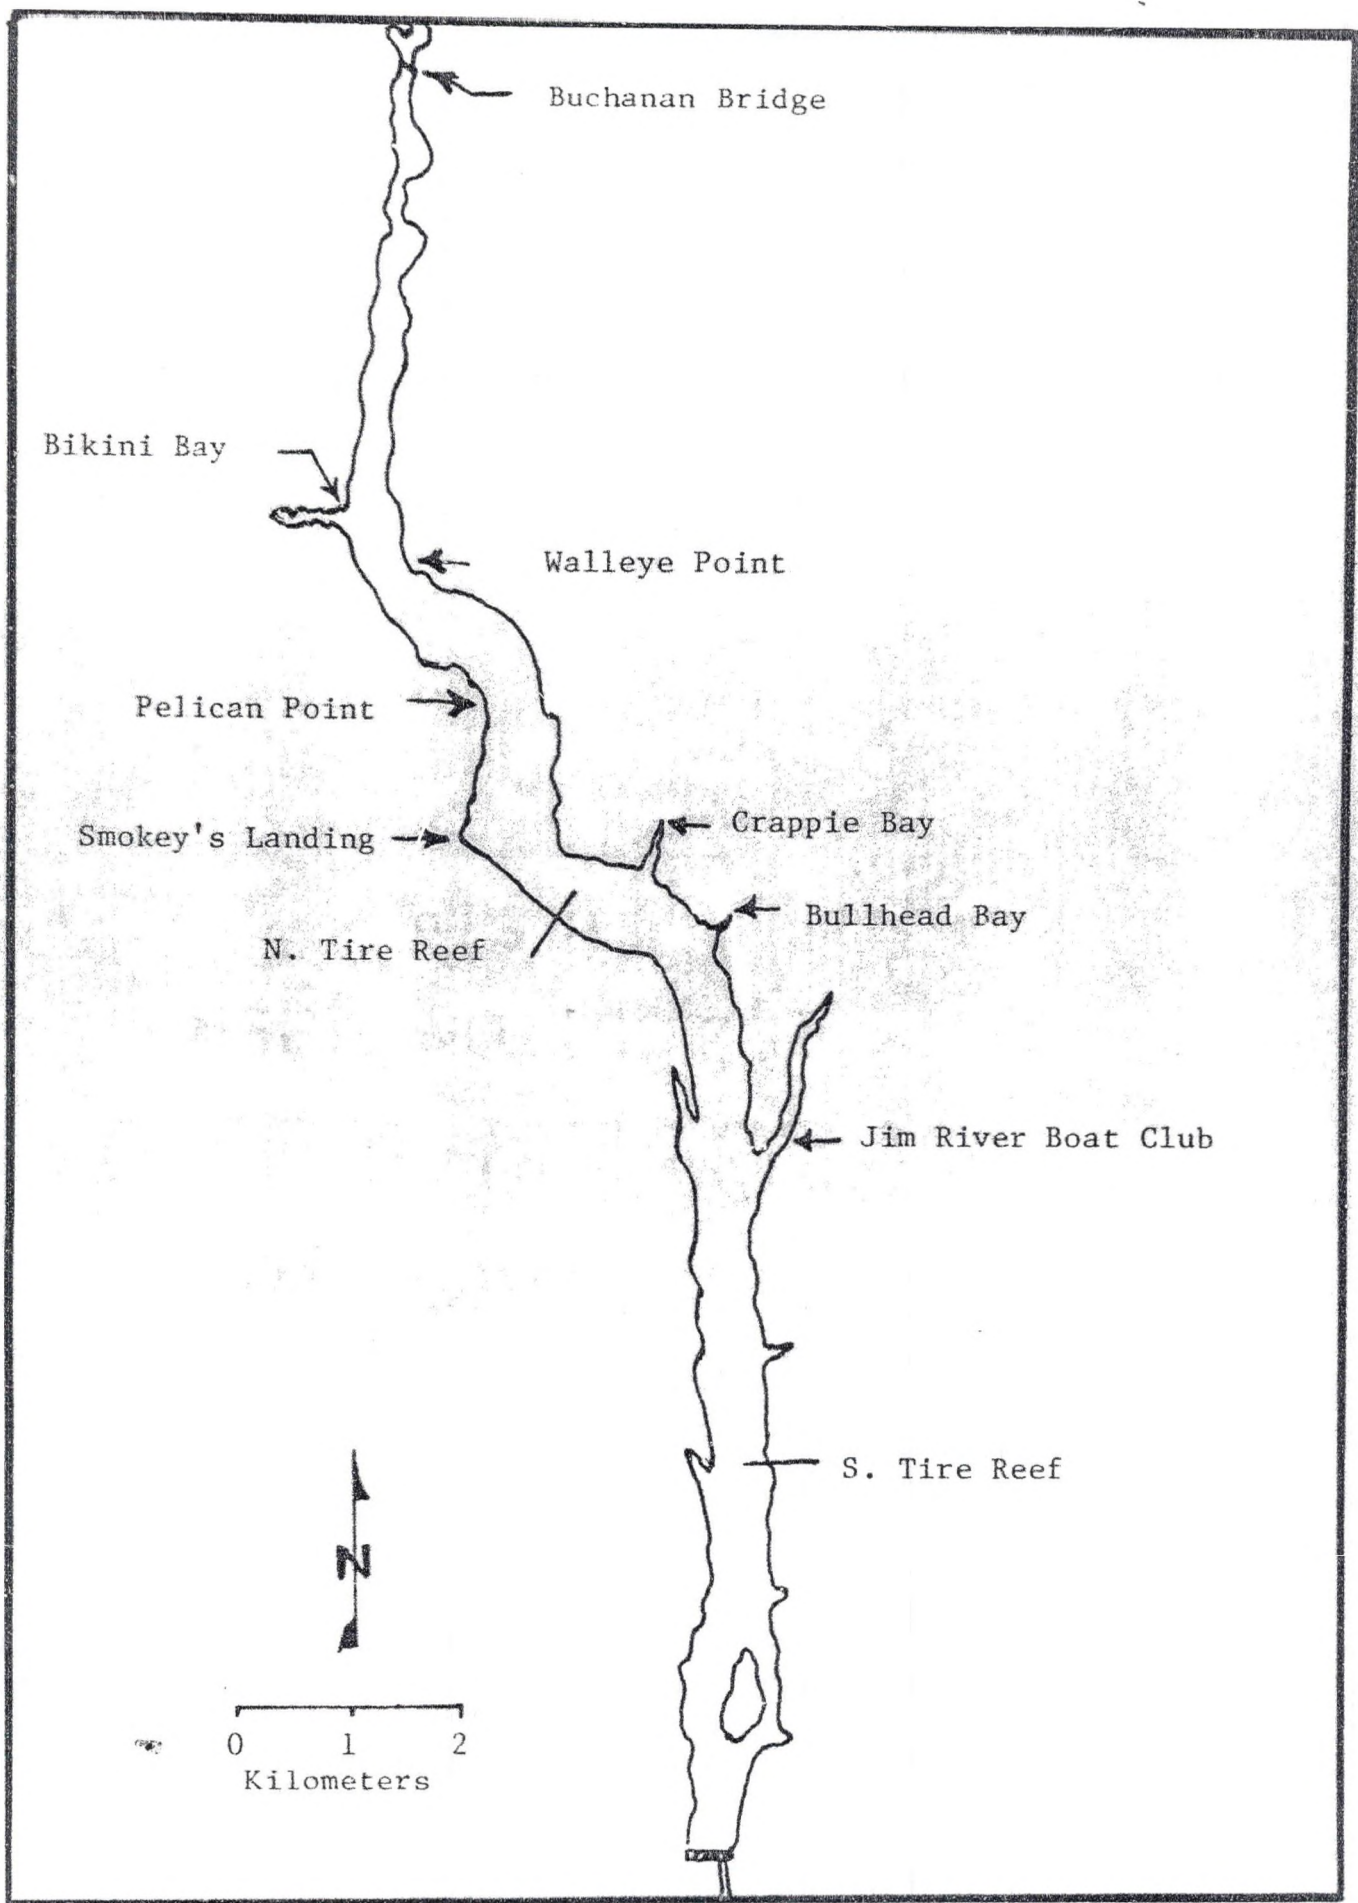 Buchanan Bridge
Bikini Bay
Walleye Point
Pelican Point
Smokey's Landing
Crappie Bay
Bullhead Bay
N. Tire Reef
Jim River Boat Club
S. Tire Reef
N
0 1 2
Kilometers